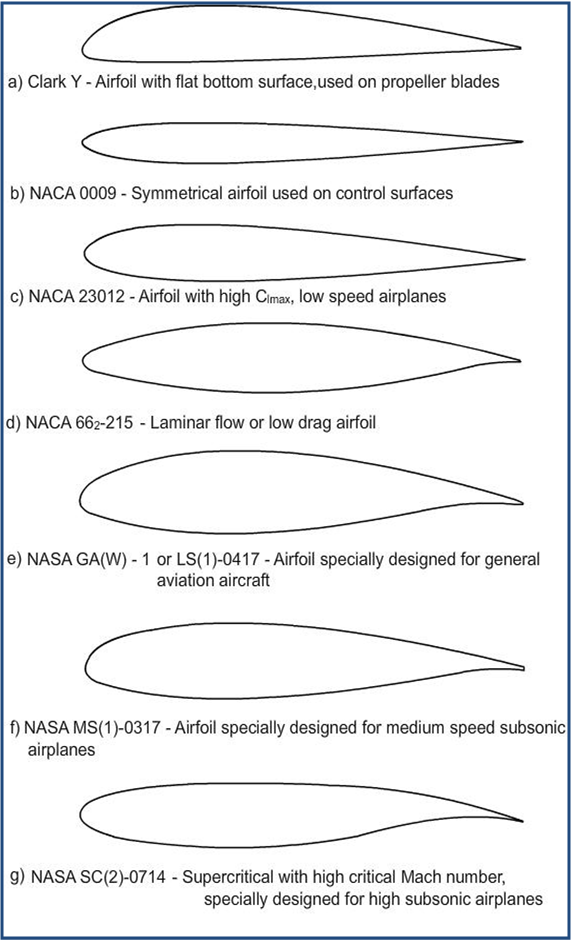 a) Clark Y - Airfoil with flat bottom surface,used on propeller blades
b) NACA 0009 - Symmetrical airfoil used on control surfaces
c) NACA 23012 - Airfoil with high Clmax, low speed airplanes
d) NACA 66₂-215 - Laminar flow or low drag airfoil
e) NASA GA(W) - 1 or LS(1)-0417 - Airfoil specially designed for general
aviation aircraft
f) NASA MS(1)-0317 - Airfoil specially designed for medium speed subsonic
airplanes
g) NASA SC(2)-0714 - Supercritical with high critical Mach number,
specially designed for high subsonic airplanes